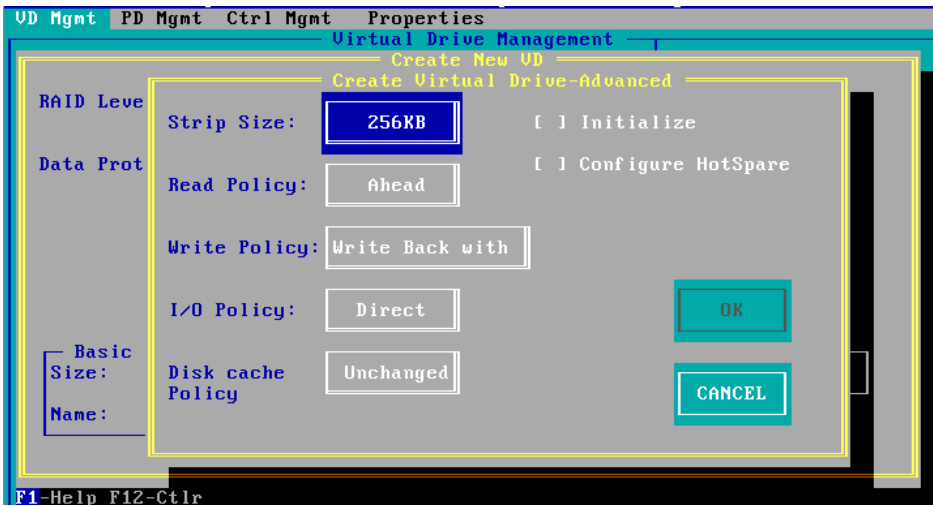 VD Mgmt PD Mgmt Ctrl Mgmt Properties
Virtual Drive Management
Create New VD
Create Virtual Drive-Advanced
RAID Leve
Strip Size: 256KB [ ] Initialize
Data Prot
[ ] Configure HotSpare
Read Policy: Ahead
Write Policy: Write Back with
I/O Policy: Direct
OK
Basic
Size:
Disk cache Unchanged
Policy
CANCEL
Name:
F1-Help F12-Ctlr